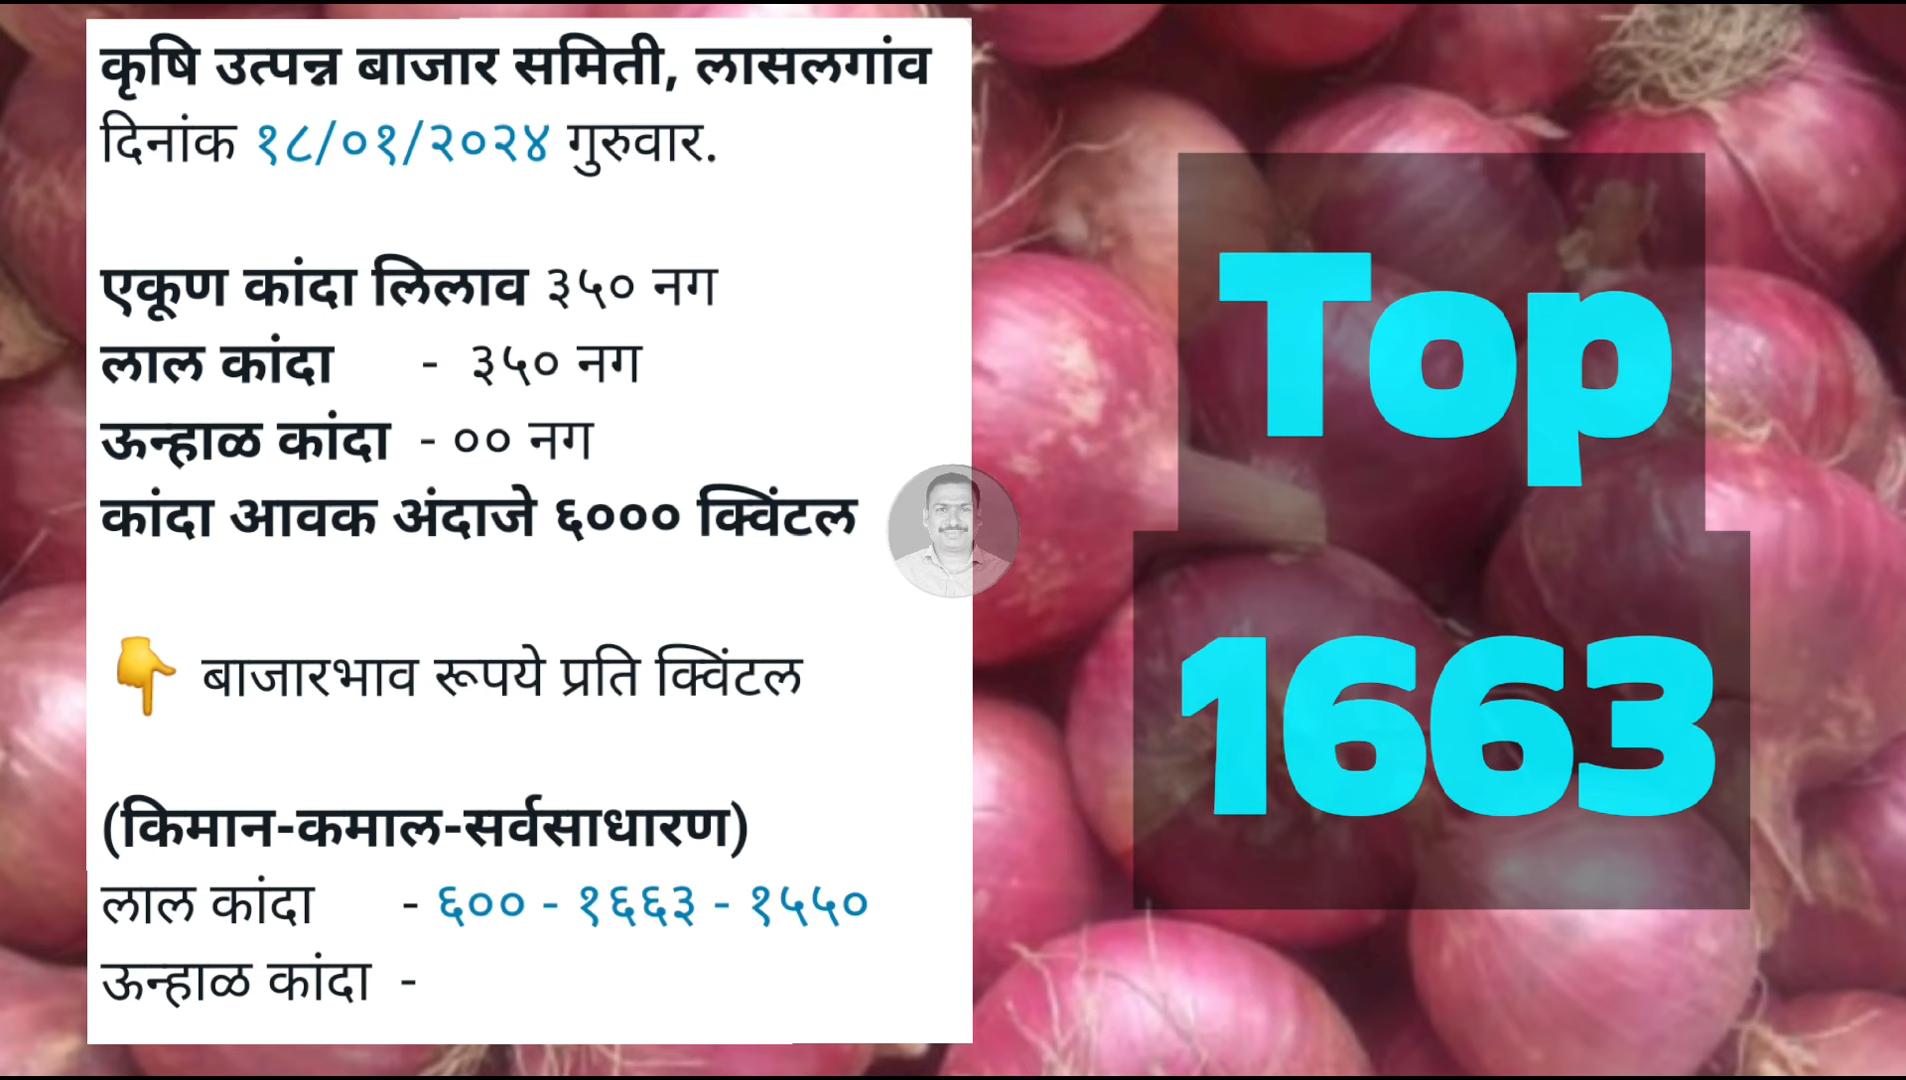 कृषि उत्पन्न बाजार समिती, लासलगांव
दिनांक १८/०१/२०२४ गुरुवार.
एकूण कांदा लिलाव ३५० नग
लाल कांदा - ३५० नग
ऊन्हाळ कांदा - ०० नग
कांदा आवक अंदाजे ६००० क्विंटल
👇 बाजारभाव रूपये प्रति क्विंटल
(किमान-कमाल-सर्वसाधारण)
लाल कांदा - ६०० - १६६३ - १५५०
ऊन्हाळ कांदा -
Top
1663